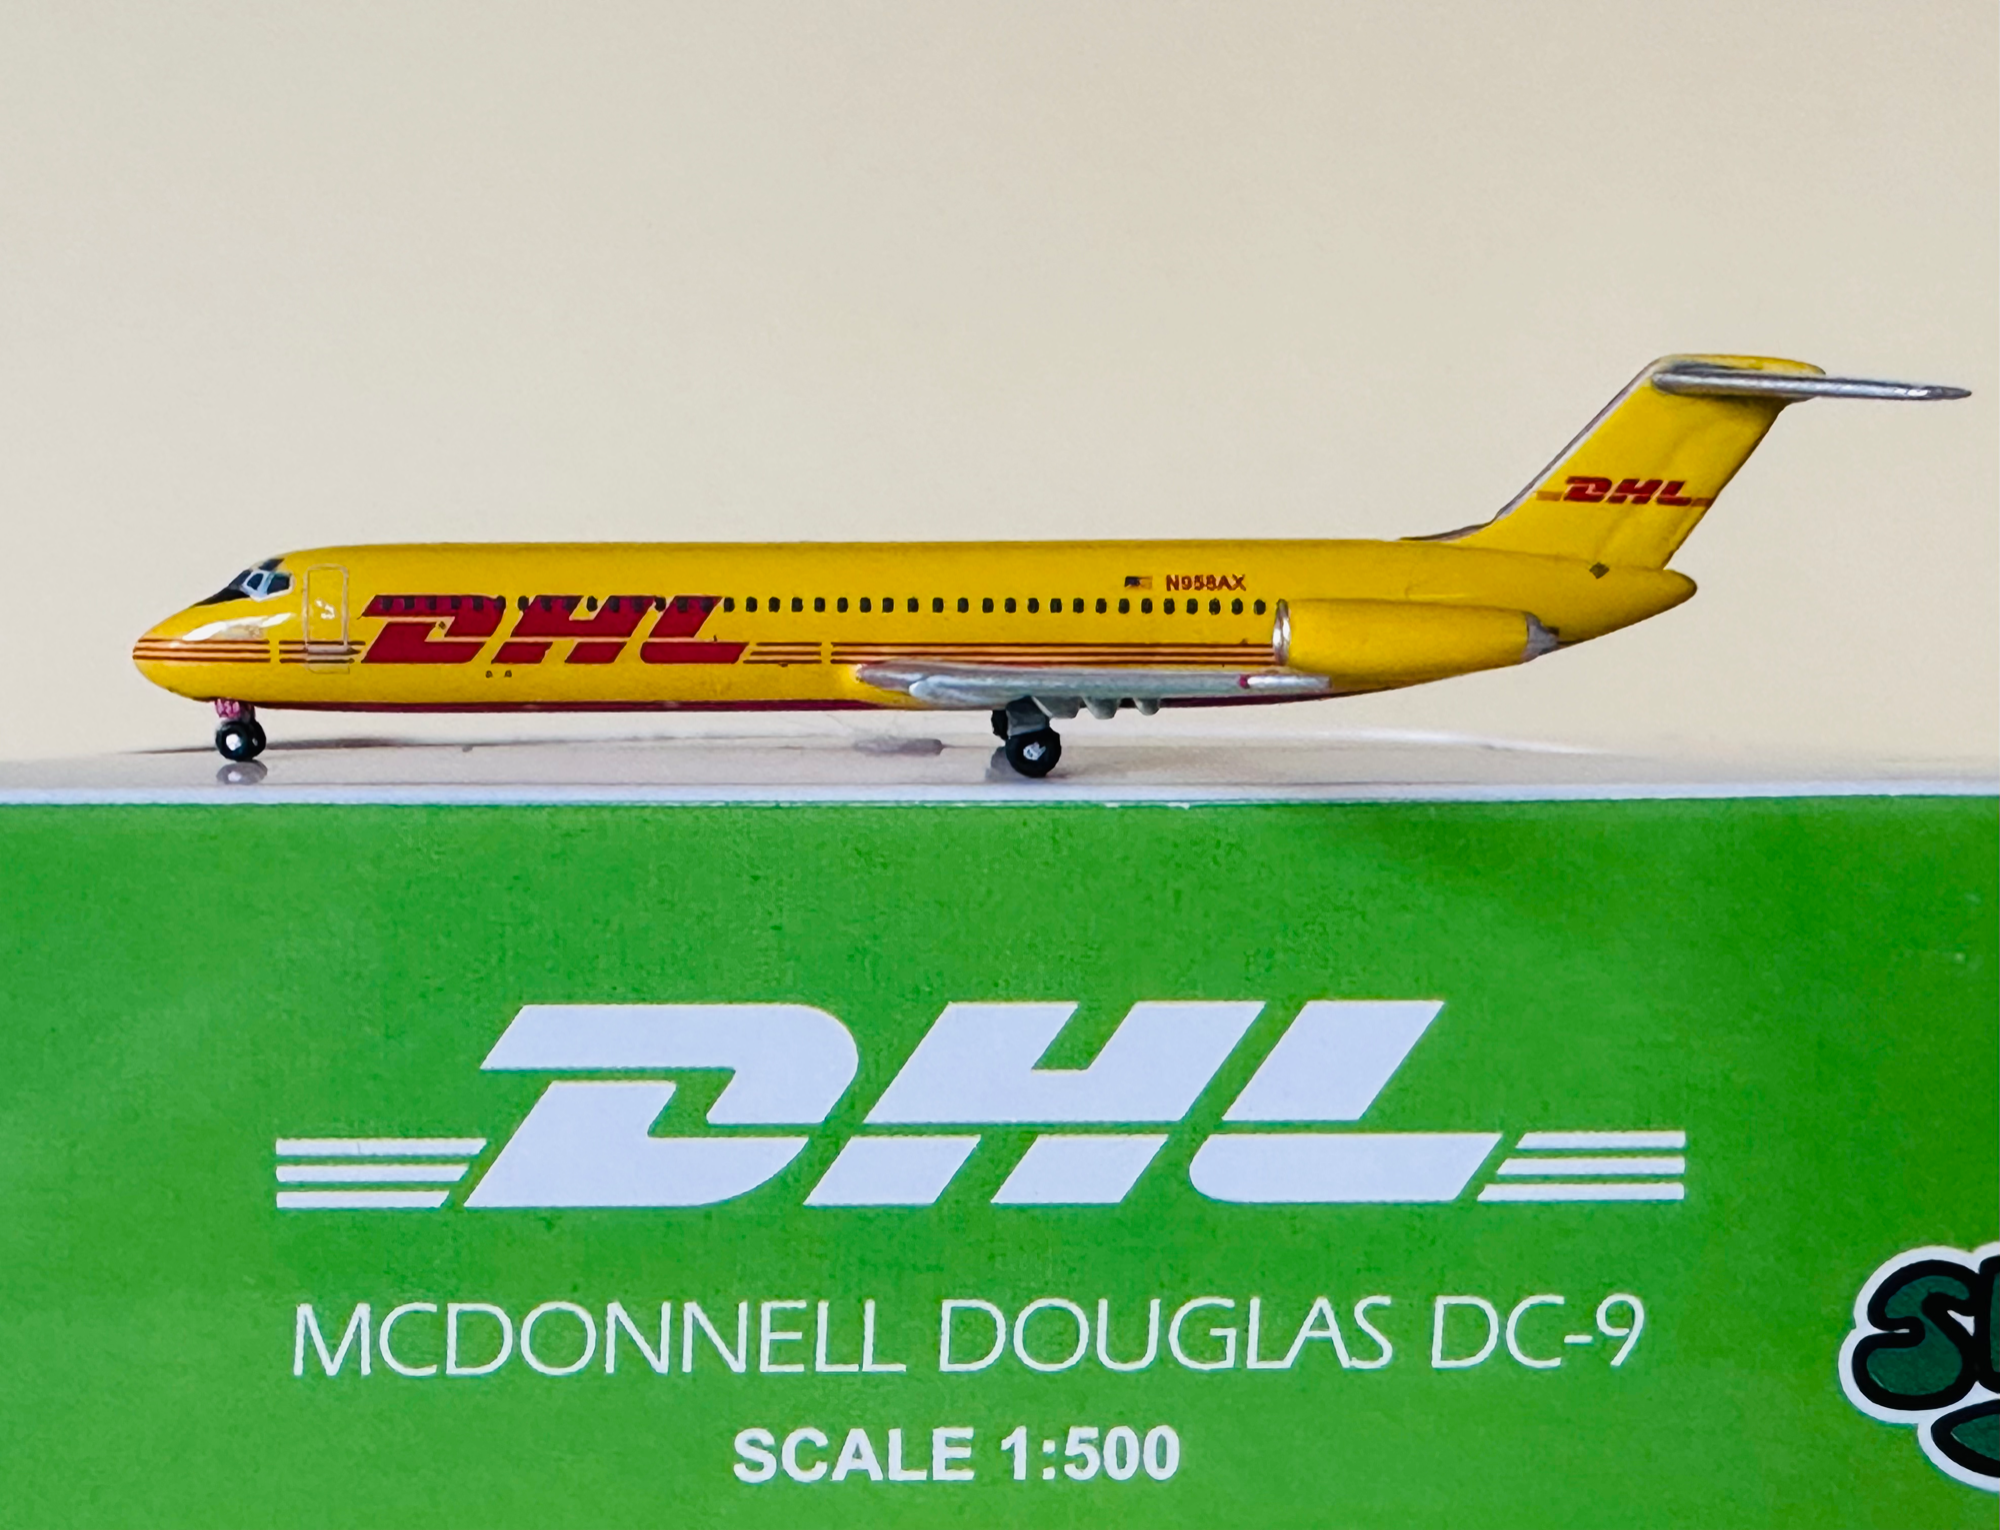 DHL
N958AX
DHL
DHL
MCDONNELL DOUGLAS DC-9
SCALE 1:500